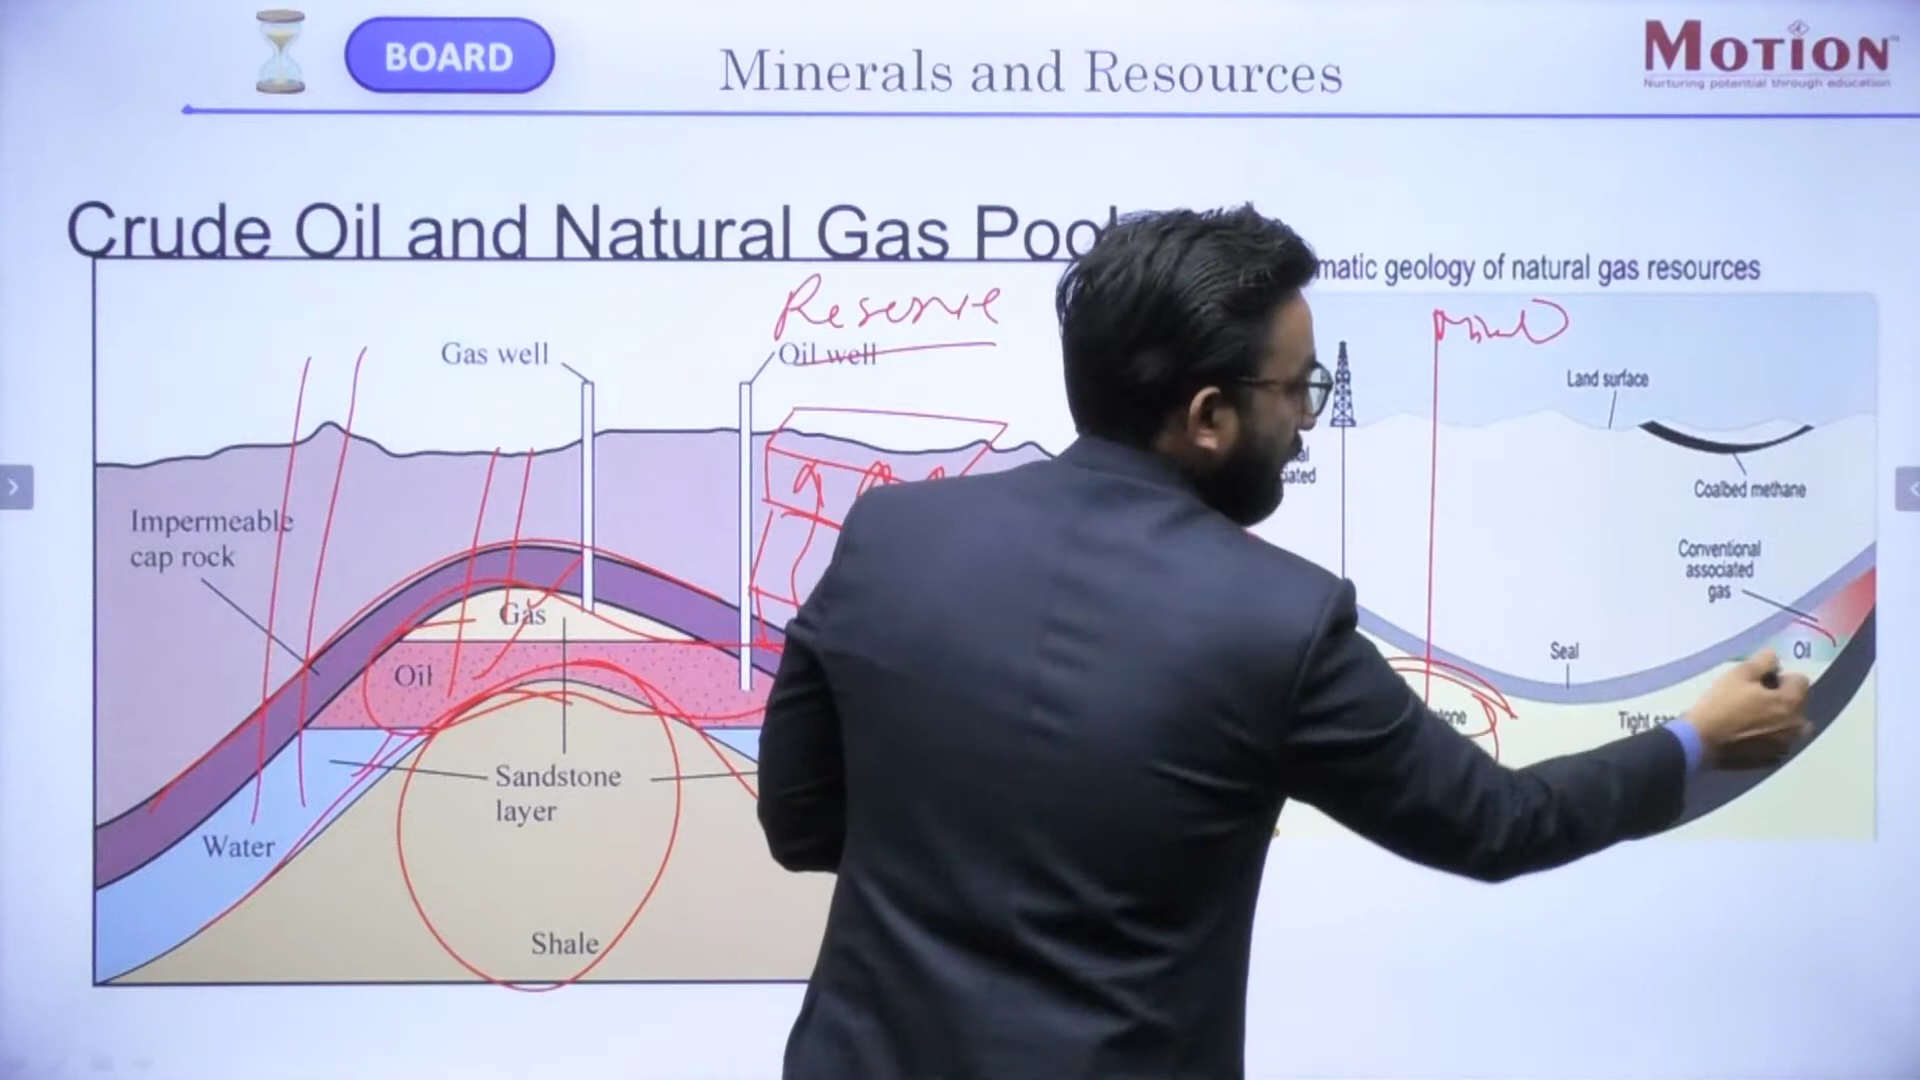 BOARD
Minerals and Resources
MOTION
Nurturing potential through education
Crude Oil and Natural Gas
matic geology of natural gas resources
Reserve
Gas well
Oil well
Land surface
Impermeable
cap rock
Coalbed methane
Conventional
associated
gas
Gas
Oil
Seal
Oil
Tight
Sandstone
layer
Water
Shale